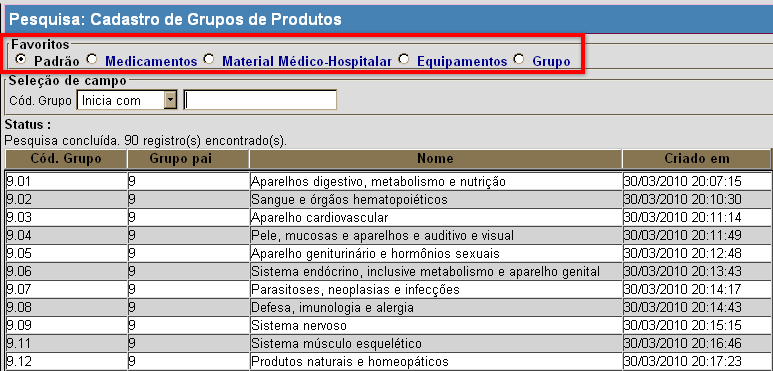 Pesquisa: Cadastro de Grupos de Produtos
Favoritos
Padrão Medicamentos Material Médico-Hospitalar Equipamentos Grupo
Seleção de campo
Cód. Grupo Inicia com
Status :
Pesquisa concluída. 90 registro(s) encontrado(s).
Cód. Grupo Grupo pai Nome Criado em
9.01 9 Aparelhos digestivo, metabolismo e nutrição 30/03/2010 20:07:15
9.02 9 Sangue e órgãos hematopoiéticos 30/03/2010 20:10:30
9.03 9 Aparelho cardiovascular 30/03/2010 20:11:14
9.04 9 Pele, mucosas e aparelhos e auditivo e visual 30/03/2010 20:11:49
9.05 9 Aparelho geniturinário e hormônios sexuais 30/03/2010 20:12:48
9.06 9 Sistema endócrino, inclusive metabolismo e aparelho genital 30/03/2010 20:13:43
9.07 9 Parasitoses, neoplasias e infecções 30/03/2010 20:14:17
9.08 9 Defesa, imunologia e alergia 30/03/2010 20:14:43
9.09 9 Sistema nervoso 30/03/2010 20:15:15
9.11 9 Sistema músculo esquelético 30/03/2010 20:16:46
9.12 9 Produtos naturais e homeopáticos 30/03/2010 20:17:23